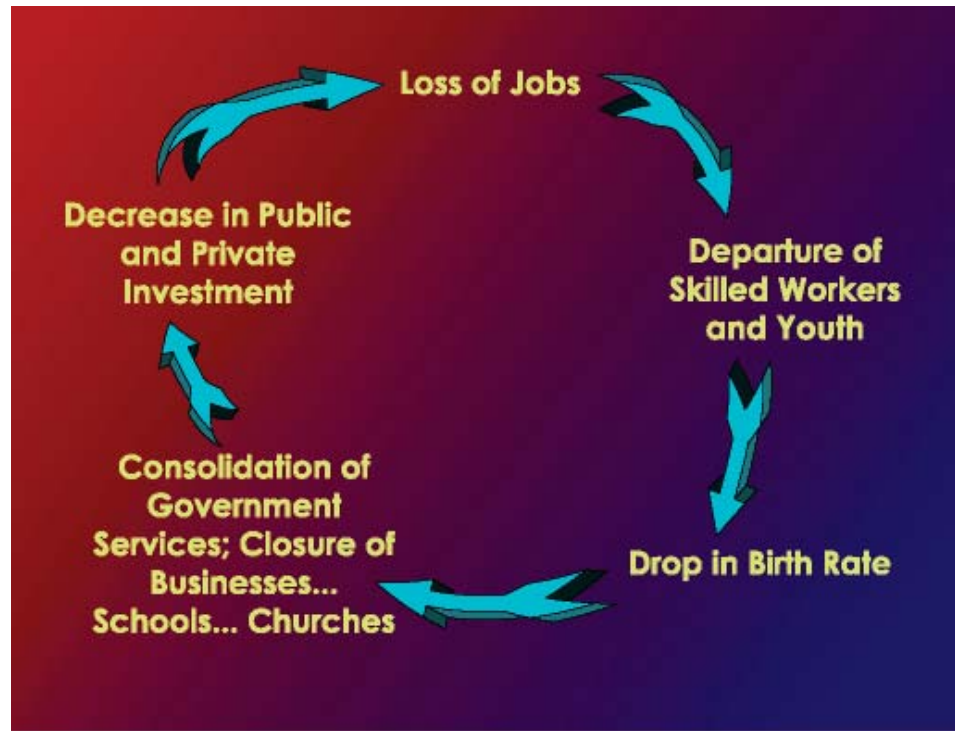 Loss of Jobs
Departure of
Skilled Workers
and Youth
Drop in Birth Rate
Consolidation of
Government
Services; Closure of
Businesses...
Schools... Churches
Decrease in Public
and Private
Investment